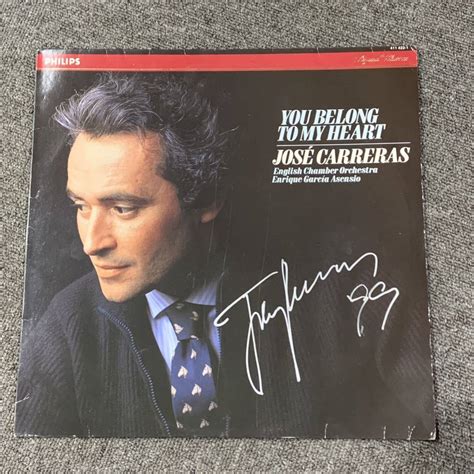 PHILIPS
YOU BELONG
TO MY HEART
JOSÉ CARRERAS
English Chamber Orchestra
Enrique García Asensio